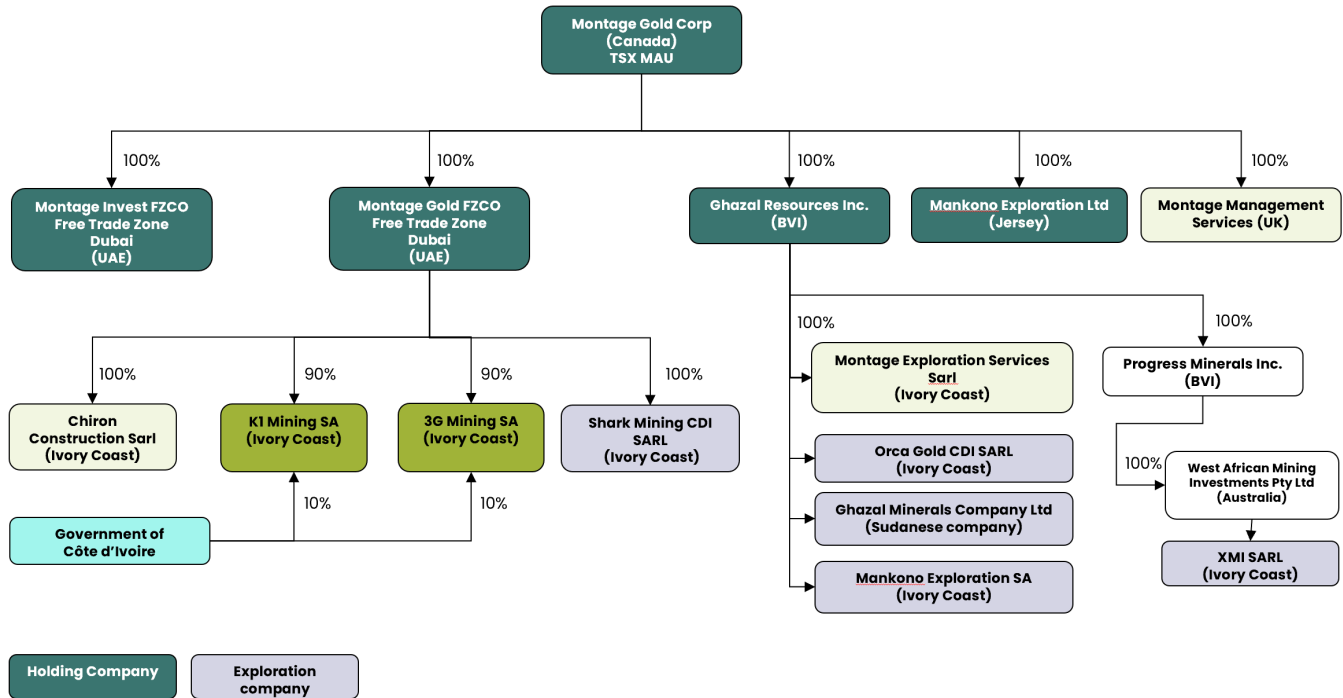 Montage Gold Corp
(Canada)
TSX MAU
100%
100%
100%
100%
100%
Montage Invest FZCO
Free Trade Zone
Dubai
(UAE)
Montage Gold FZCO
Free Trade Zone
Dubai
(UAE)
Ghazal Resources Inc.
(BVI)
Mankono Exploration Ltd
(Jersey)
Montage Management
Services (UK)
100%
90%
90%
100%
100%
100%
Chiron
Construction Sarl
(Ivory Coast)
K1 Mining SA
(Ivory Coast)
3G Mining SA
(Ivory Coast)
Shark Mining CDI
SARL
(Ivory Coast)
Montage Exploration Services
Sarl
(Ivory Coast)
Progress Minerals Inc.
(BVI)
10%
10%
Government of
Côte d’Ivoire
Orca Gold CDI SARL
(Ivory Coast)
Ghazal Minerals Company Ltd
(Sudanese company)
Mankono Exploration SA
(Ivory Coast)
100%
West African Mining
Investments Pty Ltd
(Australia)
XMI SARL
(Ivory Coast)
Holding Company
Exploration
company